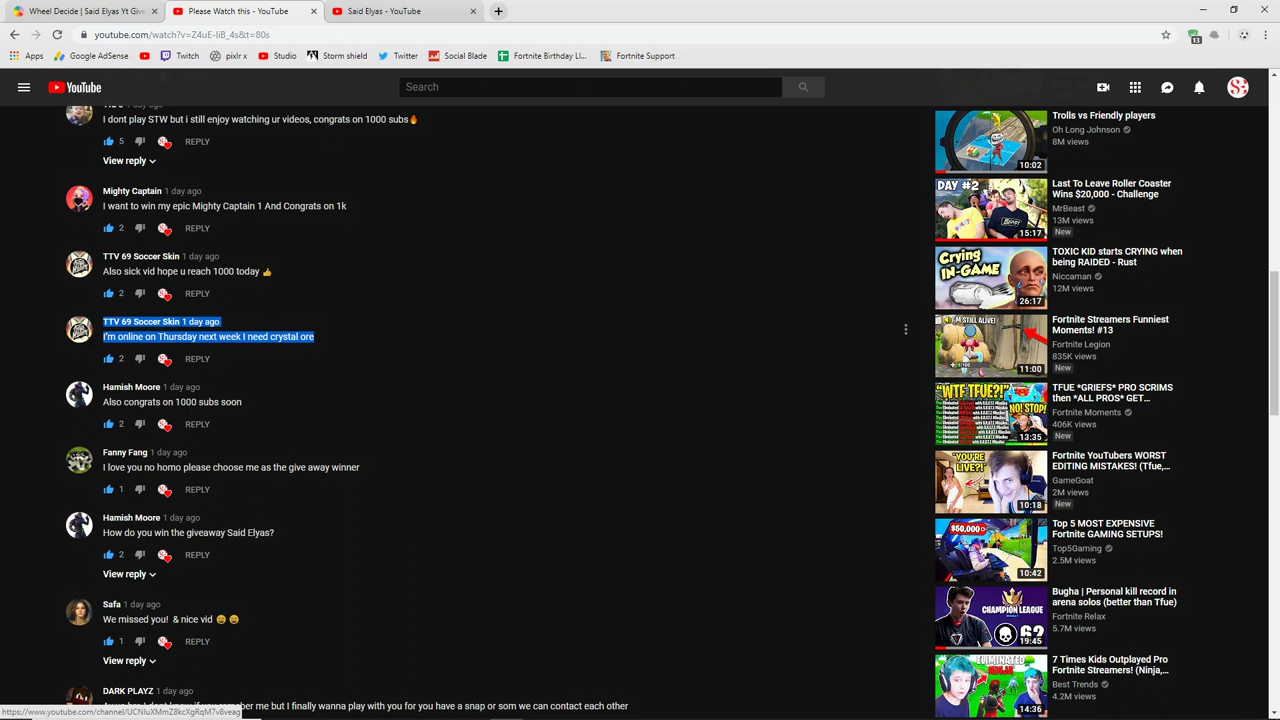 Wheel Decide | Said Elyas Yt Give
Please Watch this - YouTube
Said Elyas - YouTube
youtube.com/watch?v=Z4uE-IiB_4s&t=80s
13
Apps
Google AdSense
Twitch
pixlr x
Studio
Storm shield
Twitter
Social Blade
Fortnite Birthday LI...
Fortnite Support
YouTube
Search
1 day ago
I dont play STW but i still enjoy watching ur videos, congrats on 1000 subs🔥
5
REPLY
View reply
Mighty Captain 1 day ago
I want to win my epic Mighty Captain 1 And Congrats on 1k
2
REPLY
TTV 69 Soccer Skin 1 day ago
Also sick vid hope u reach 1000 today 👍
2
REPLY
TTV 69 Soccer Skin 1 day ago
I'm online on Thursday next week I need crystal ore
2
REPLY
Hamish Moore 1 day ago
Also congrats on 1000 subs soon
2
REPLY
Fanny Fang 1 day ago
I love you no homo please choose me as the give away winner
1
REPLY
Hamish Moore 1 day ago
How do you win the giveaway Said Elyas?
2
REPLY
View reply
Safa 1 day ago
We missed you! & nice vid 😄 😄
1
REPLY
View reply
DARK PLAYZ 1 day ago
me but I finally wanna play with you for you have a snap or som we can contact each other
https://www.youtube.com/channel/UCNIuXMmZ8kcXgRqM7v8veag
10:02
Trolls vs Friendly players
Oh Long Johnson
8M views
DAY #2
15:17
Last To Leave Roller Coaster
Wins $20,000 - Challenge
MrBeast
13M views
New
Crying
IN-GAME
26:17
TOXIC KID starts CRYING when
being RAIDED - Rust
Niccaman
12M views
I'M STILL ALIVE!
11:00
Fortnite Streamers Funniest
Moments! #13
Fortnite Legion
835K views
New
"WTF TFUE?!"
NO! STOP!
13:35
TFUE *GRIEFS* PRO SCRIMS
then *ALL PROS* GET...
Fortnite Moments
406K views
New
"YOU'RE
LIVE?!"
10:18
Fortnite YouTubers WORST
EDITING MISTAKES! (Tfue,...
GameGoat
2M views
New
$50,000
10:42
Top 5 MOST EXPENSIVE
Fortnite GAMING SETUPS!
Top5Gaming
2.5M views
CHAMPION LEAGUE
62
19:45
Bugha | Personal kill record in
arena solos (better than Tfue)
Fortnite Relax
5.7M views
ELIMINATED
NINJA
14:36
7 Times Kids Outplayed Pro
Fortnite Streamers! (Ninja,...
Best Trends
4.2M views